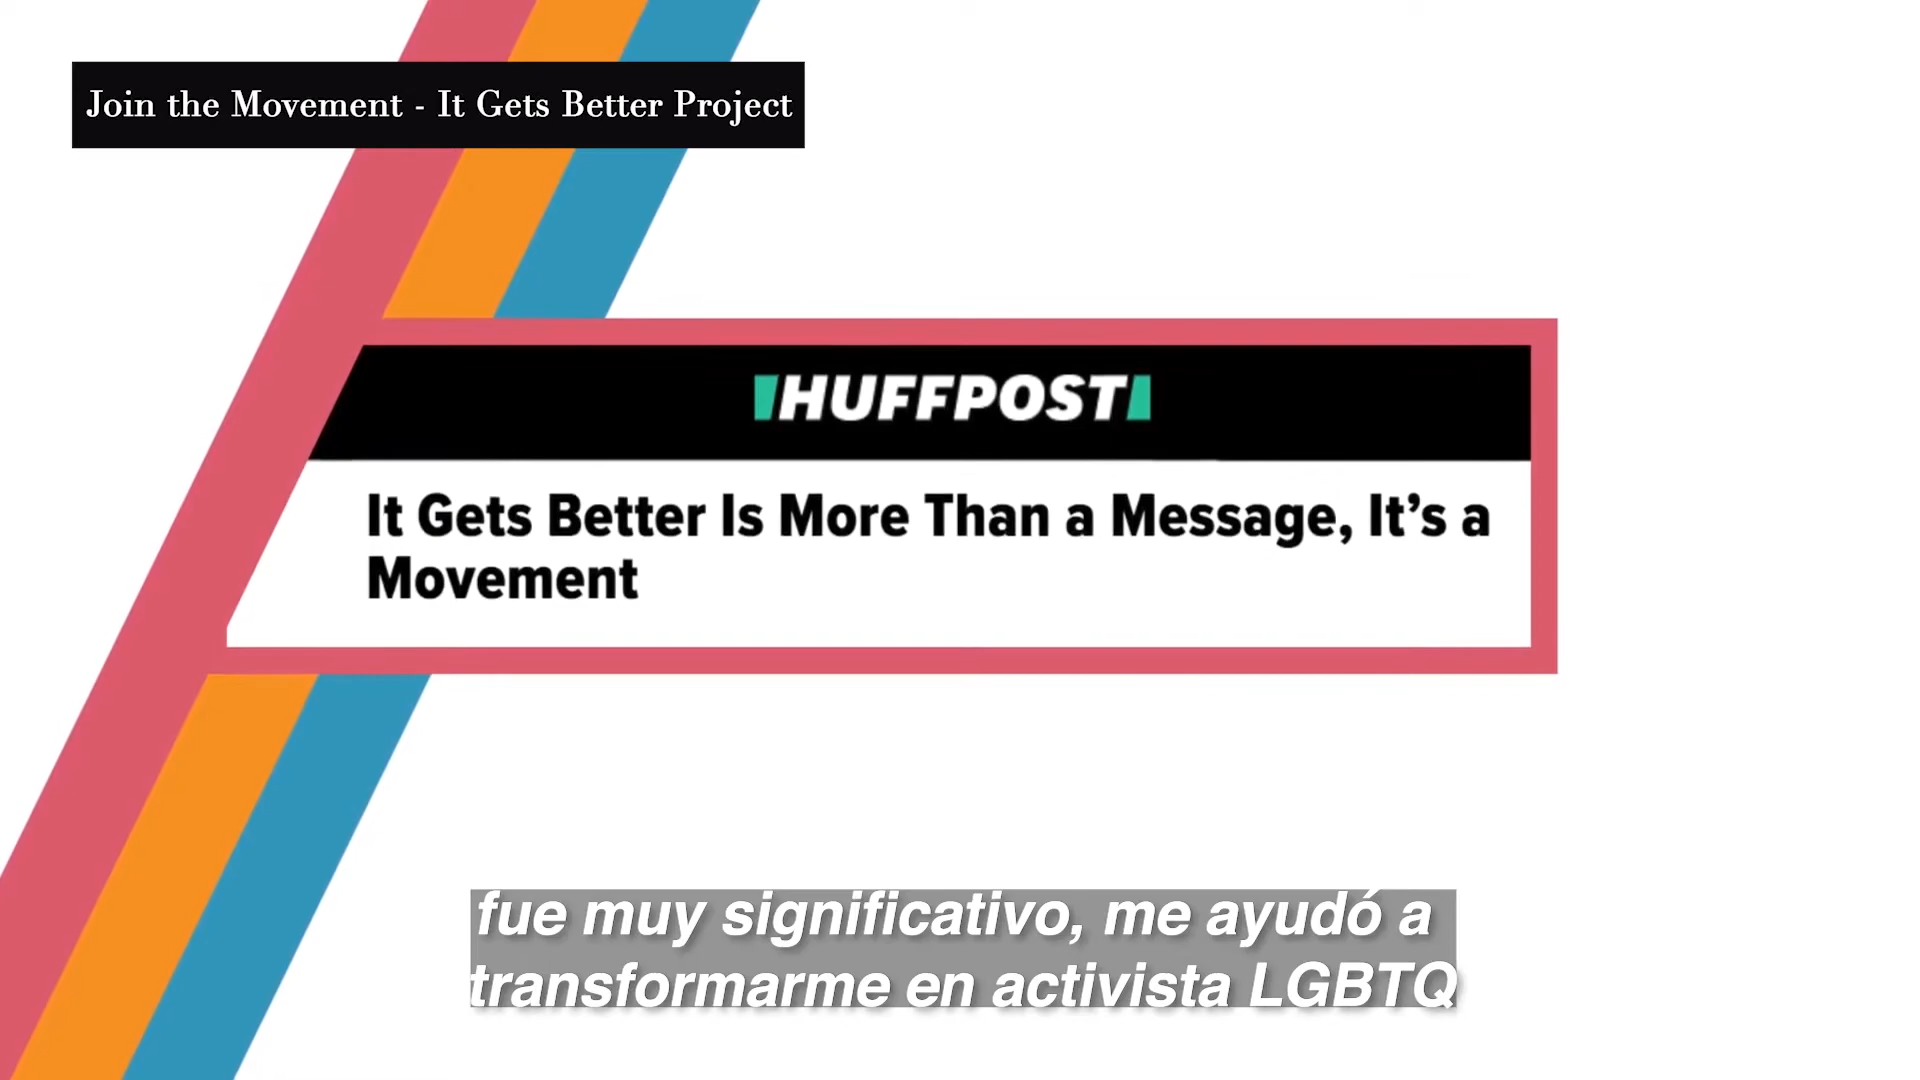 Join the Movement - It Gets Better Project
HUFFPOST
It Gets Better Is More Than a Message, It’s a
Movement
fue muy significativo, me ayudó a
transformarme en activista LGBTQ